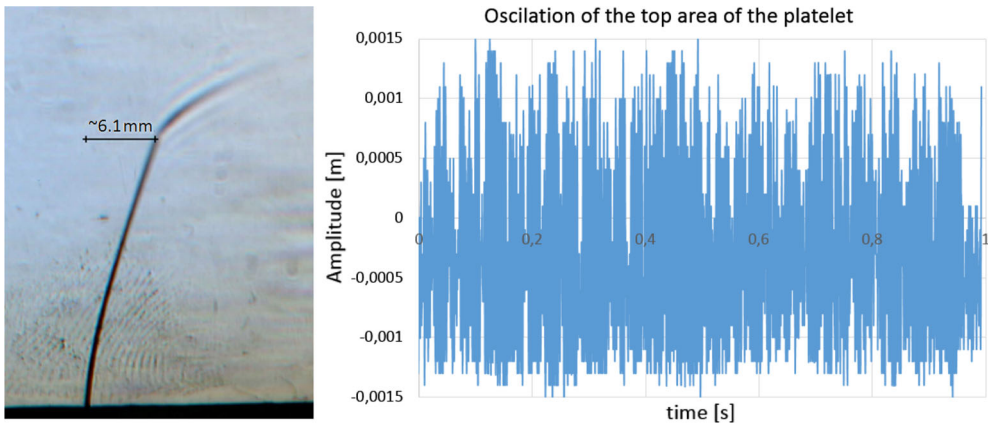 ~6.1mm
Oscilation of the top area of the platelet
Amplitude [m]
0,0015
0,001
0,0005
0
-0,0005
-0,001
-0,0015
0 0,2 0,4 0,6 0,8 1
time [s]